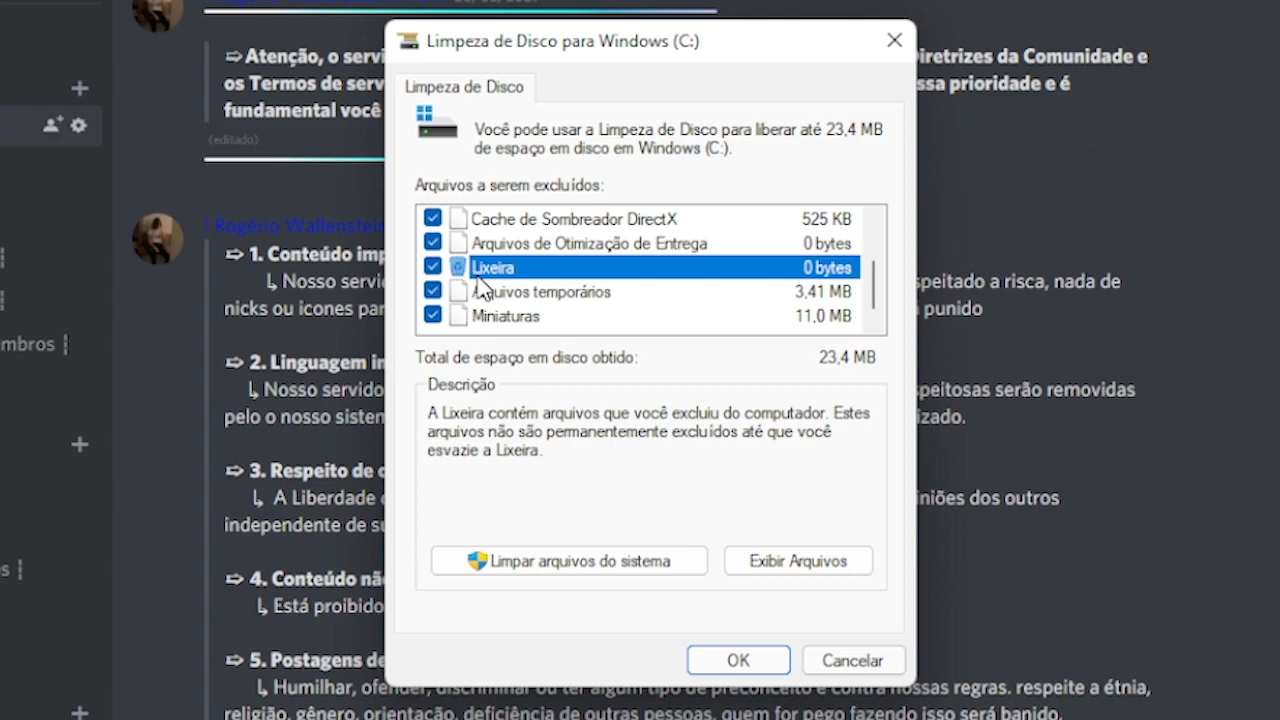 Limpeza de Disco para Windows (C:)
Limpeza de Disco
Você pode usar a Limpeza de Disco para liberar até 23,4 MB
de espaço em disco em Windows (C:).
Arquivos a serem excluídos:
Cache de Sombreador DirectX 525 KB
Arquivos de Otimização de Entrega 0 bytes
Lixeira 0 bytes
Arquivos temporários 3,41 MB
Miniaturas 11,0 MB
Total de espaço em disco obtido: 23,4 MB
Descrição
A Lixeira contém arquivos que você excluiu do computador. Estes
arquivos não são permanentemente excluídos até que você
esvazie a Lixeira.
Limpar arquivos do sistema Exibir Arquivos
OK Cancelar
⇨ Atenção, o servi iretrizes da Comunidade e
os Termos de serv ssa prioridade e é
fundamental você
(editado)
! Rogério Wallenstein
⇨ 1. Conteúdo imp
↳ Nosso servid speitado a risca, nada de
nicks ou icones par punido
mbros ┋
⇨ 2. Linguagem in
↳ Nosso servido speitosas serão removidas
pelo o nosso sistem izado.
⇨ 3. Respeito de o
↳ A Liberdade d niões dos outros
independente de su
s ┋
⇨ 4. Conteúdo nã
↳ Está proibido
⇨ 5. Postagens de
↳ Humilhar, ofender, discriminar ou ter algum tipo de preconceito é contra nossas regras. respeite a étnia,
religião, gênero, orientação, deficiência de outras pessoas, quem for pego fazendo isso será banido.